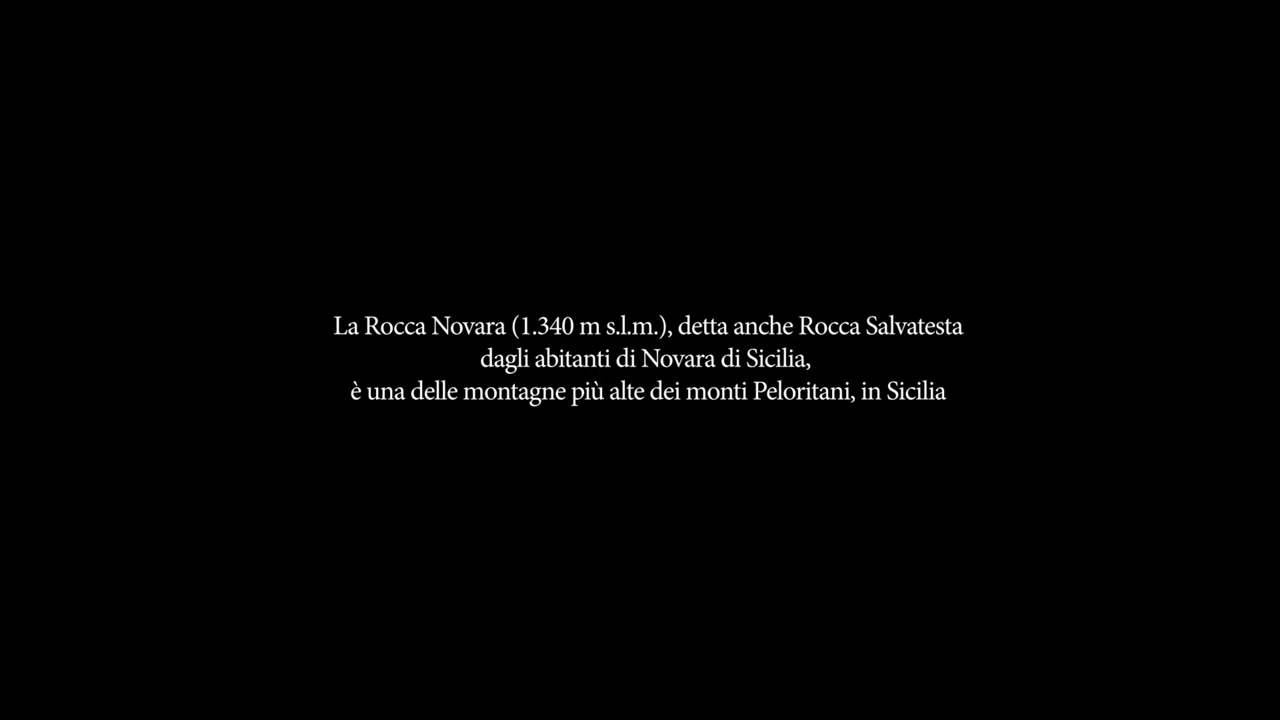 La Rocca Novara (1.340 m s.l.m.), detta anche Rocca Salvatesta
dagli abitanti di Novara di Sicilia,
è una delle montagne più alte dei monti Peloritani, in Sicilia